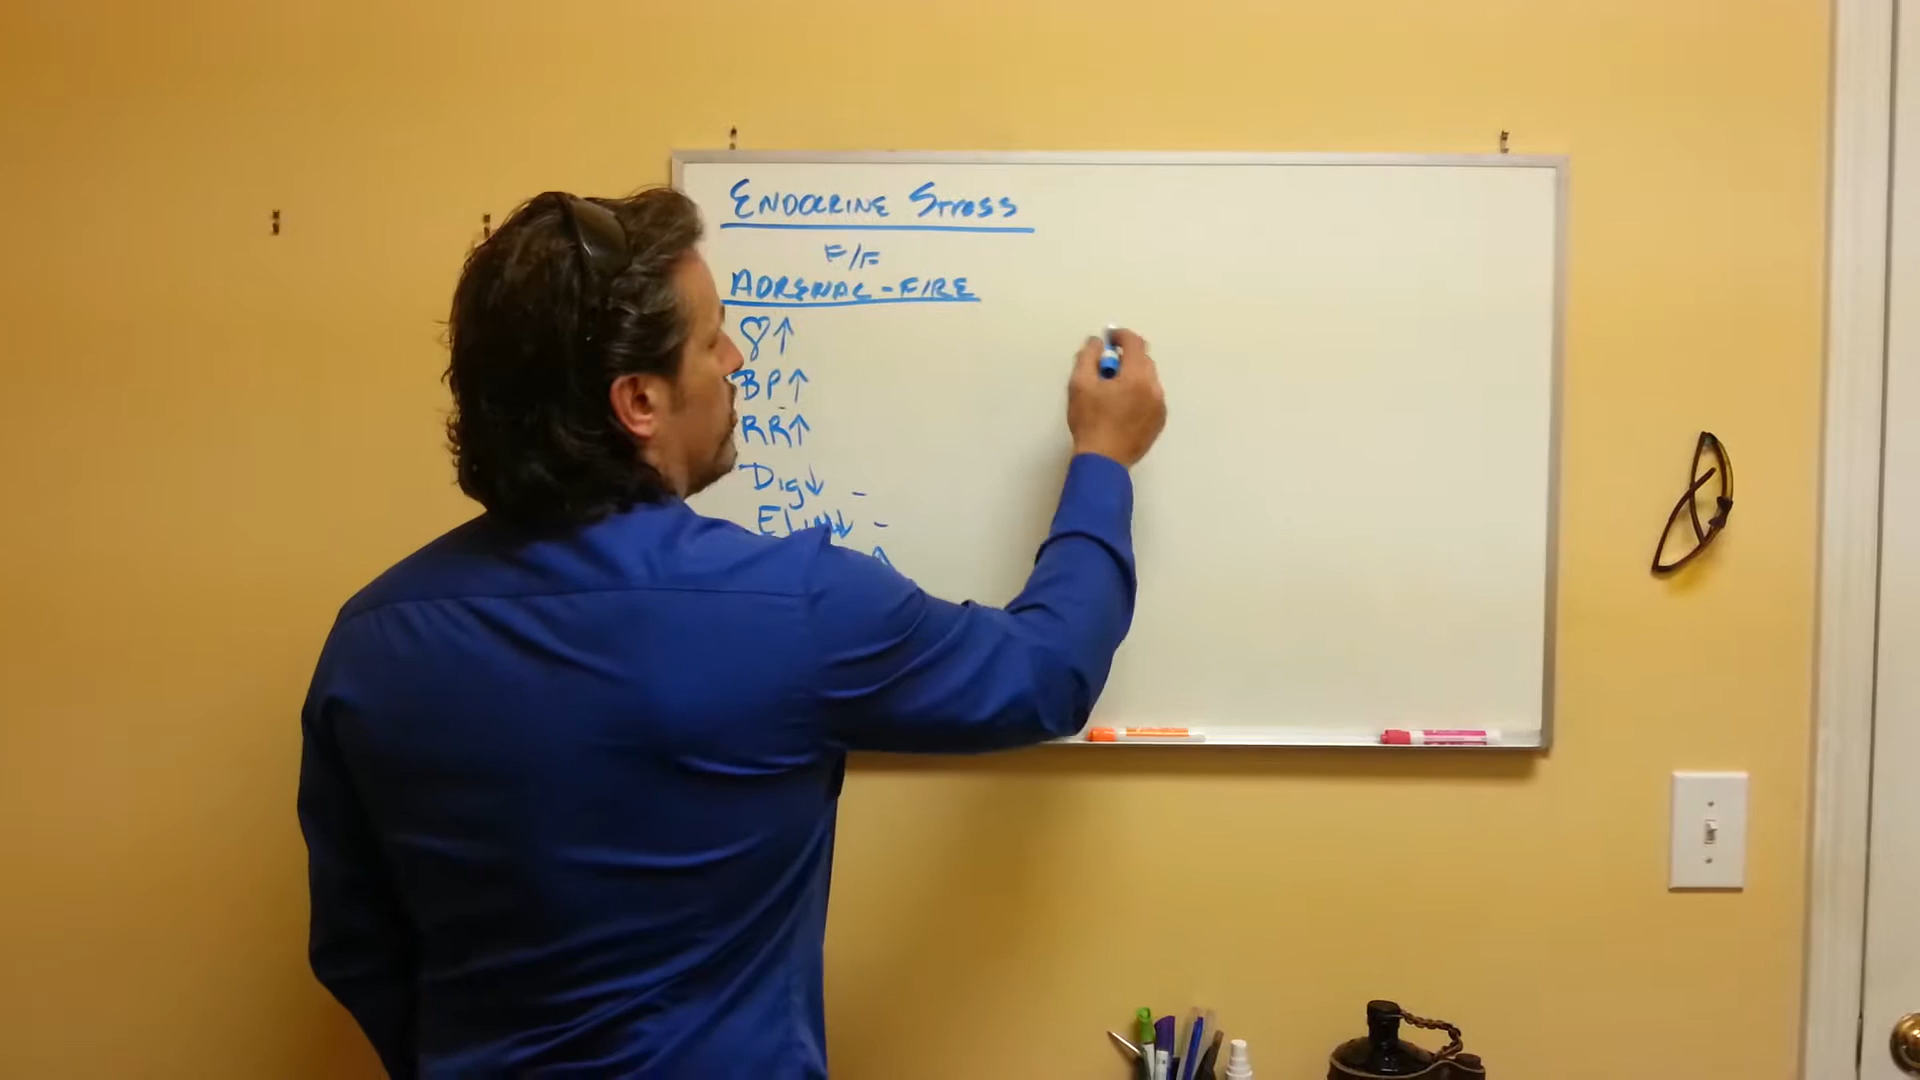 ENDOCRINE STRESS
F/F
ADRENAL - FIRE
♡↑
BP↑
RR↑
Dig↓ -
ELIM↓ -
↑